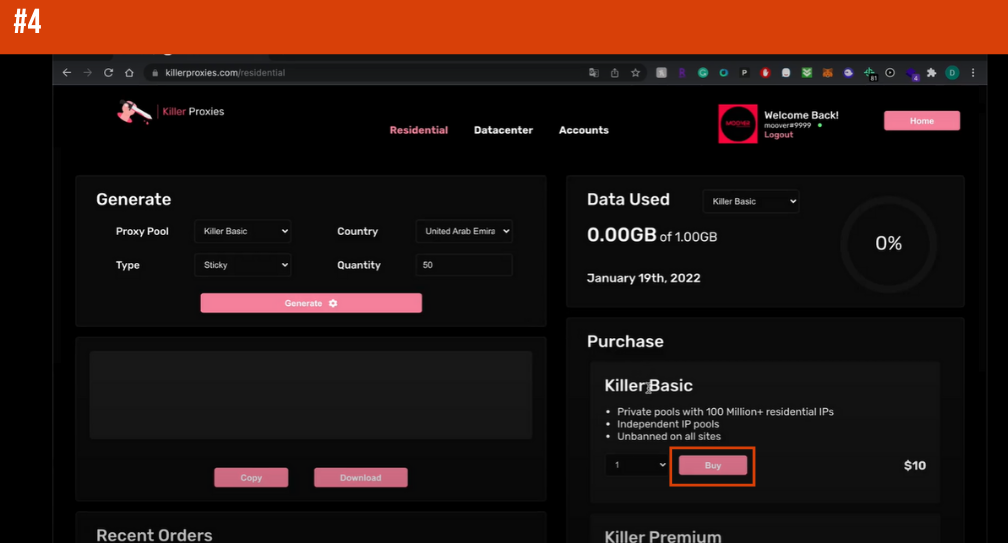 #4
killerproxies.com/residential
Killer Proxies
Residential
Datacenter
Accounts
Welcome Back!
moover#9999
Logout
Home
Generate
Proxy Pool
Killer Basic
Country
United Arab Emira
Type
Sticky
Quantity
50
Generate
Copy
Download
Recent Orders
Data Used
Killer Basic
0.00GB of 1.00GB
0%
January 19th, 2022
Purchase
Killer Basic
• Private pools with 100 Million+ residential IPs
• Independent IP pools
• Unbanned on all sites
1
Buy
$10
Killer Premium